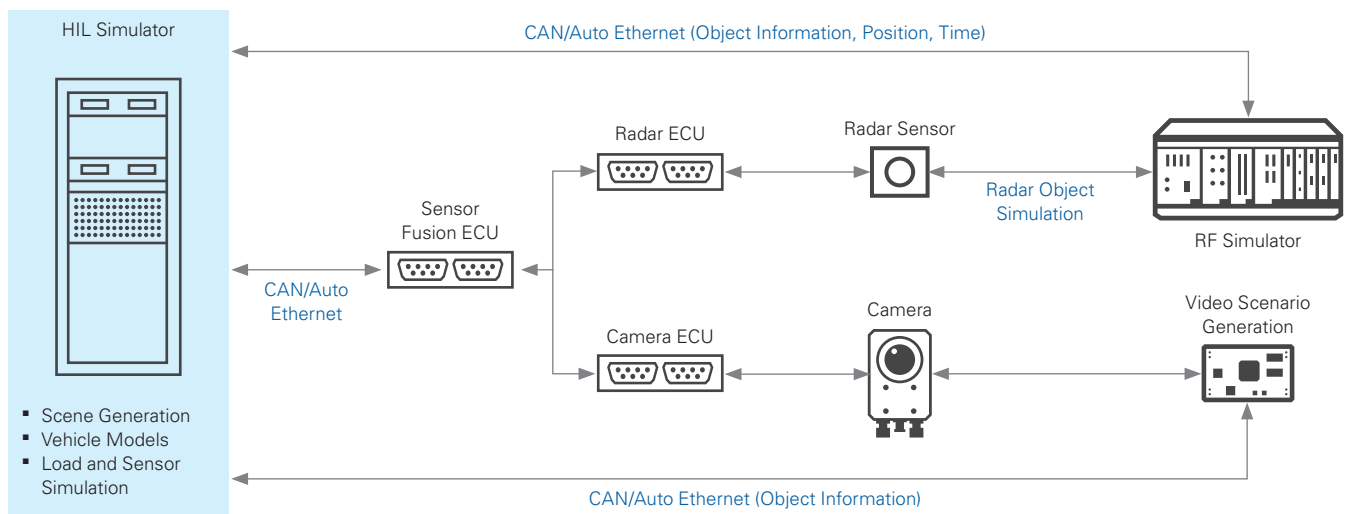 HIL Simulator
CAN/Auto Ethernet (Object Information, Position, Time)
Radar ECU
Radar Sensor
Radar Object
Simulation
RF Simulator
Sensor
Fusion ECU
CAN/Auto
Ethernet
Camera ECU
Camera
Video Scenario
Generation
▪ Scene Generation
▪ Vehicle Models
▪ Load and Sensor
Simulation
CAN/Auto Ethernet (Object Information)